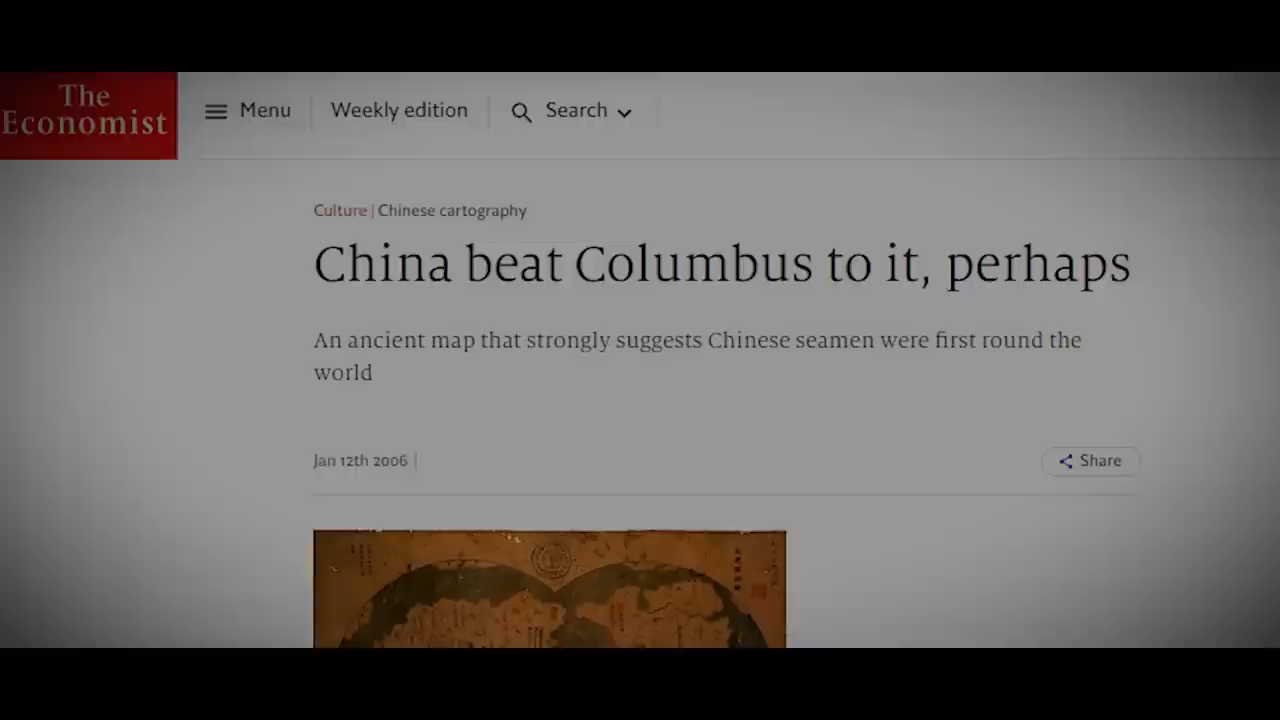 The
Economist
Menu
Weekly edition
Search
Culture | Chinese cartography
China beat Columbus to it, perhaps
An ancient map that strongly suggests Chinese seamen were first round the
world
Jan 12th 2006
Share